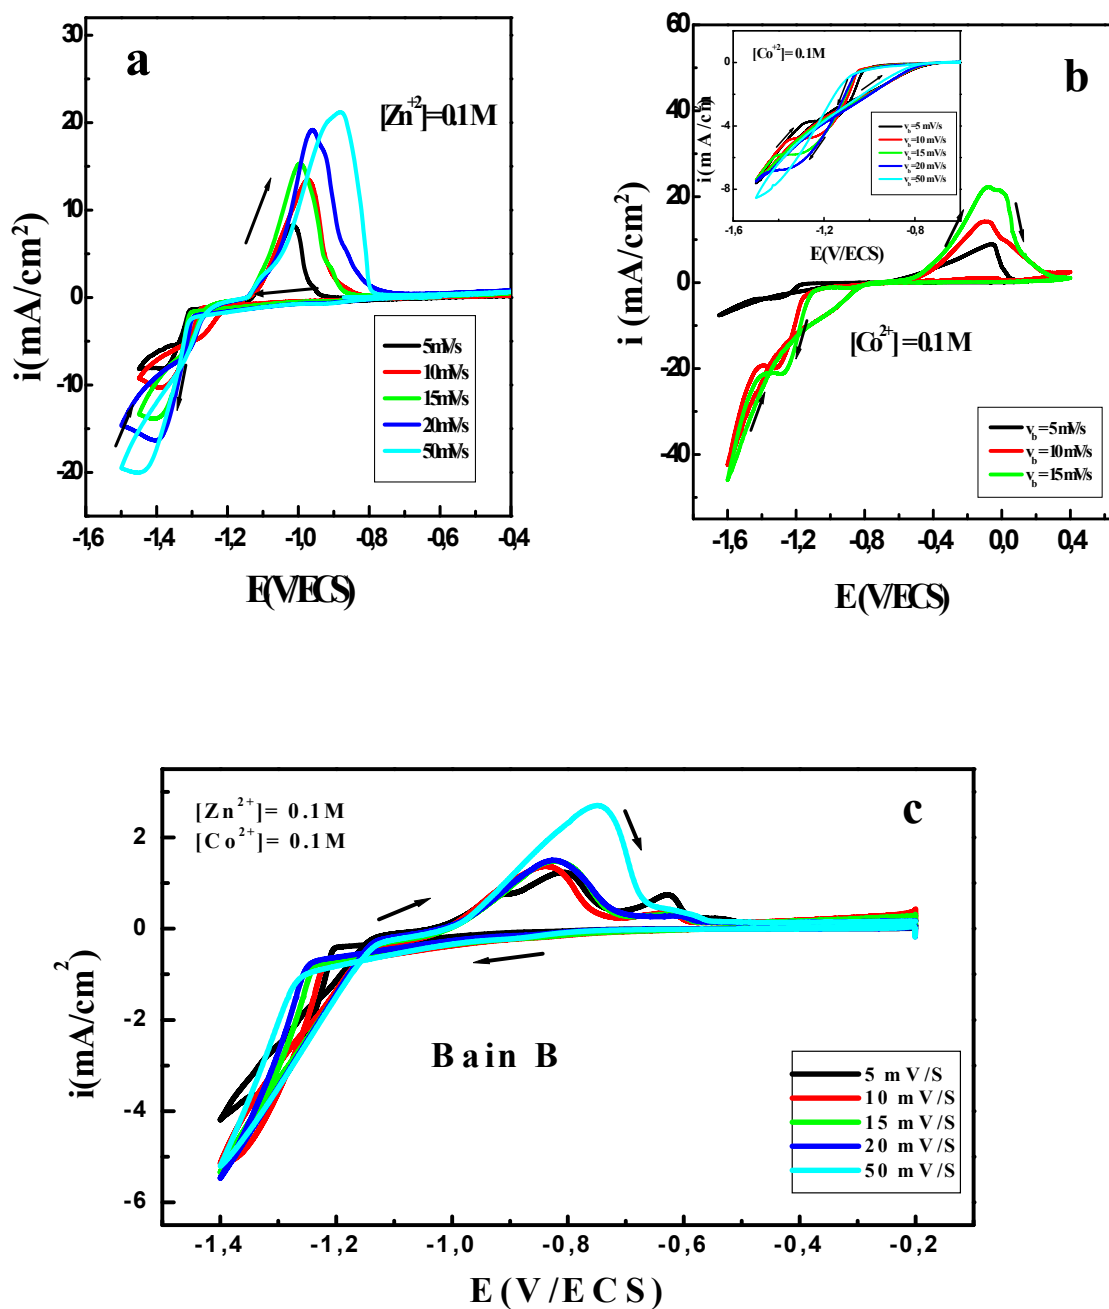 a
[Zn+2]=0.1M
30
20
10
0
-10
-20
i(mA/cm2)
5mV/s
10mV/s
15mV/s
20mV/s
50mV/s
-1,6 -1,4 -1,2 -1,0 -0,8 -0,6 -0,4
E(V/ECS)
b
60
40
20
0
-20
-40
i (mA/cm2)
[Co+2]=0.1M
0
-4
-8
i(mA/cm2)
vb=5 mV/s
vb=10 mV/s
vb=15 mV/s
vb=20 mV/s
vb=50 mV/s
-1,6 -1,2 -0,8
E(V/ECS)
[Co2+]=0.1M
vb=5mV/s
vb=10mV/s
vb=15mV/s
-1,6 -1,2 -0,8 -0,4 0,0 0,4
E(V/ECS)
c
[Zn2+]= 0.1M
[Co2+]= 0.1M
2
0
-2
-4
-6
i(mA/cm2)
Bain B
5 mV/S
10 mV/S
15 mV/S
20 mV/S
50 mV/S
-1,4 -1,2 -1,0 -0,8 -0,6 -0,4 -0,2
E(V/ECS)